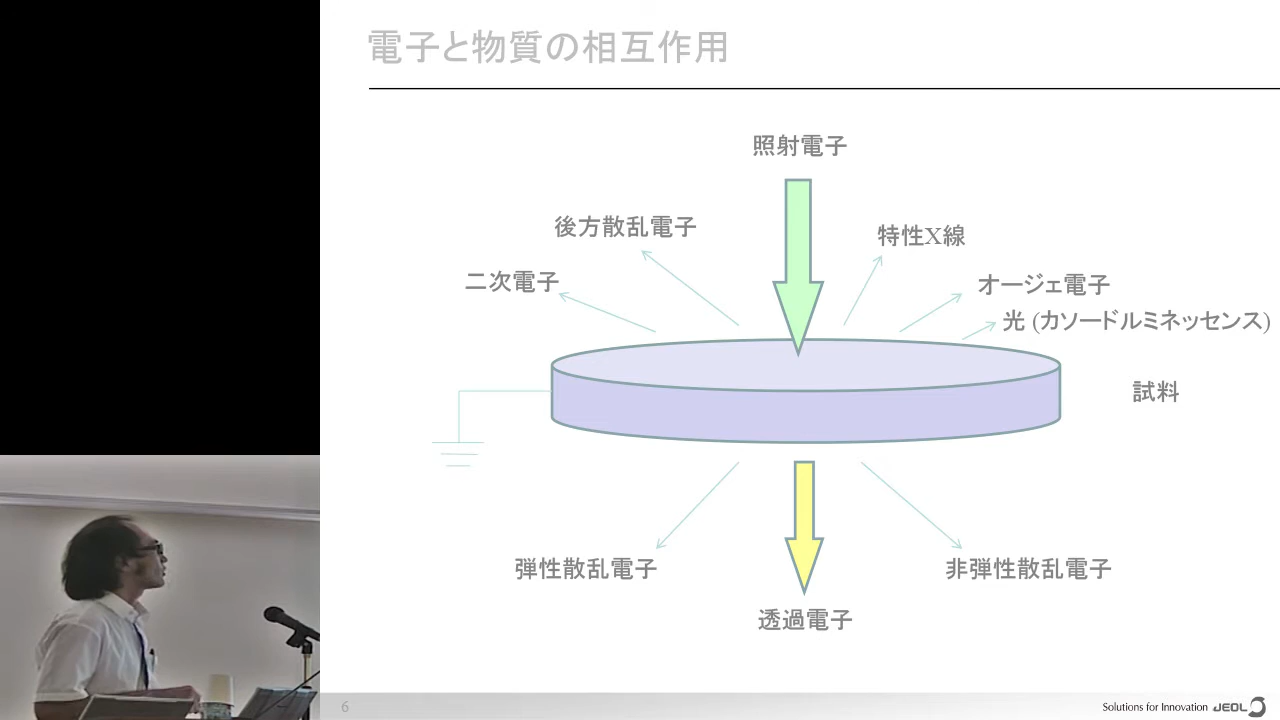 電子と物質の相互作用
照射電子
後方散乱電子
特性X線
二次電子
オージェ電子
光 (カソードルミネッセンス)
試料
弾性散乱電子
非弾性散乱電子
透過電子
6
Solutions for Innovation JEOL